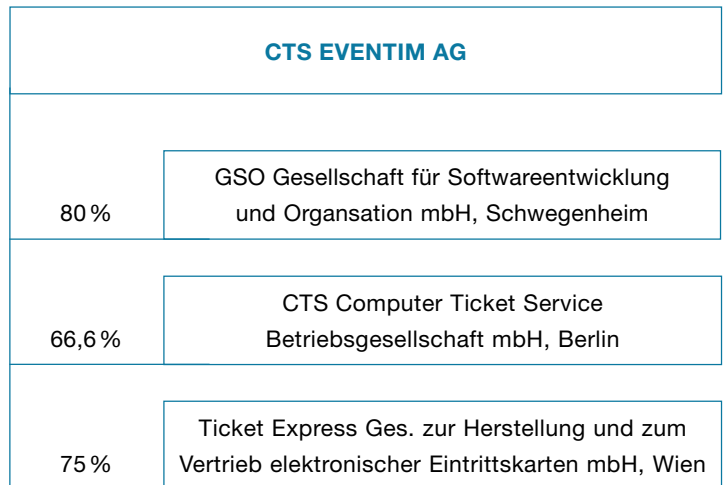 CTS EVENTIM AG
GSO Gesellschaft für Softwareentwicklung
80 % und Organsation mbH, Schwegenheim
CTS Computer Ticket Service
66,6 % Betriebsgesellschaft mbH, Berlin
Ticket Express Ges. zur Herstellung und zum
75 % Vertrieb elektronischer Eintrittskarten mbH, Wien